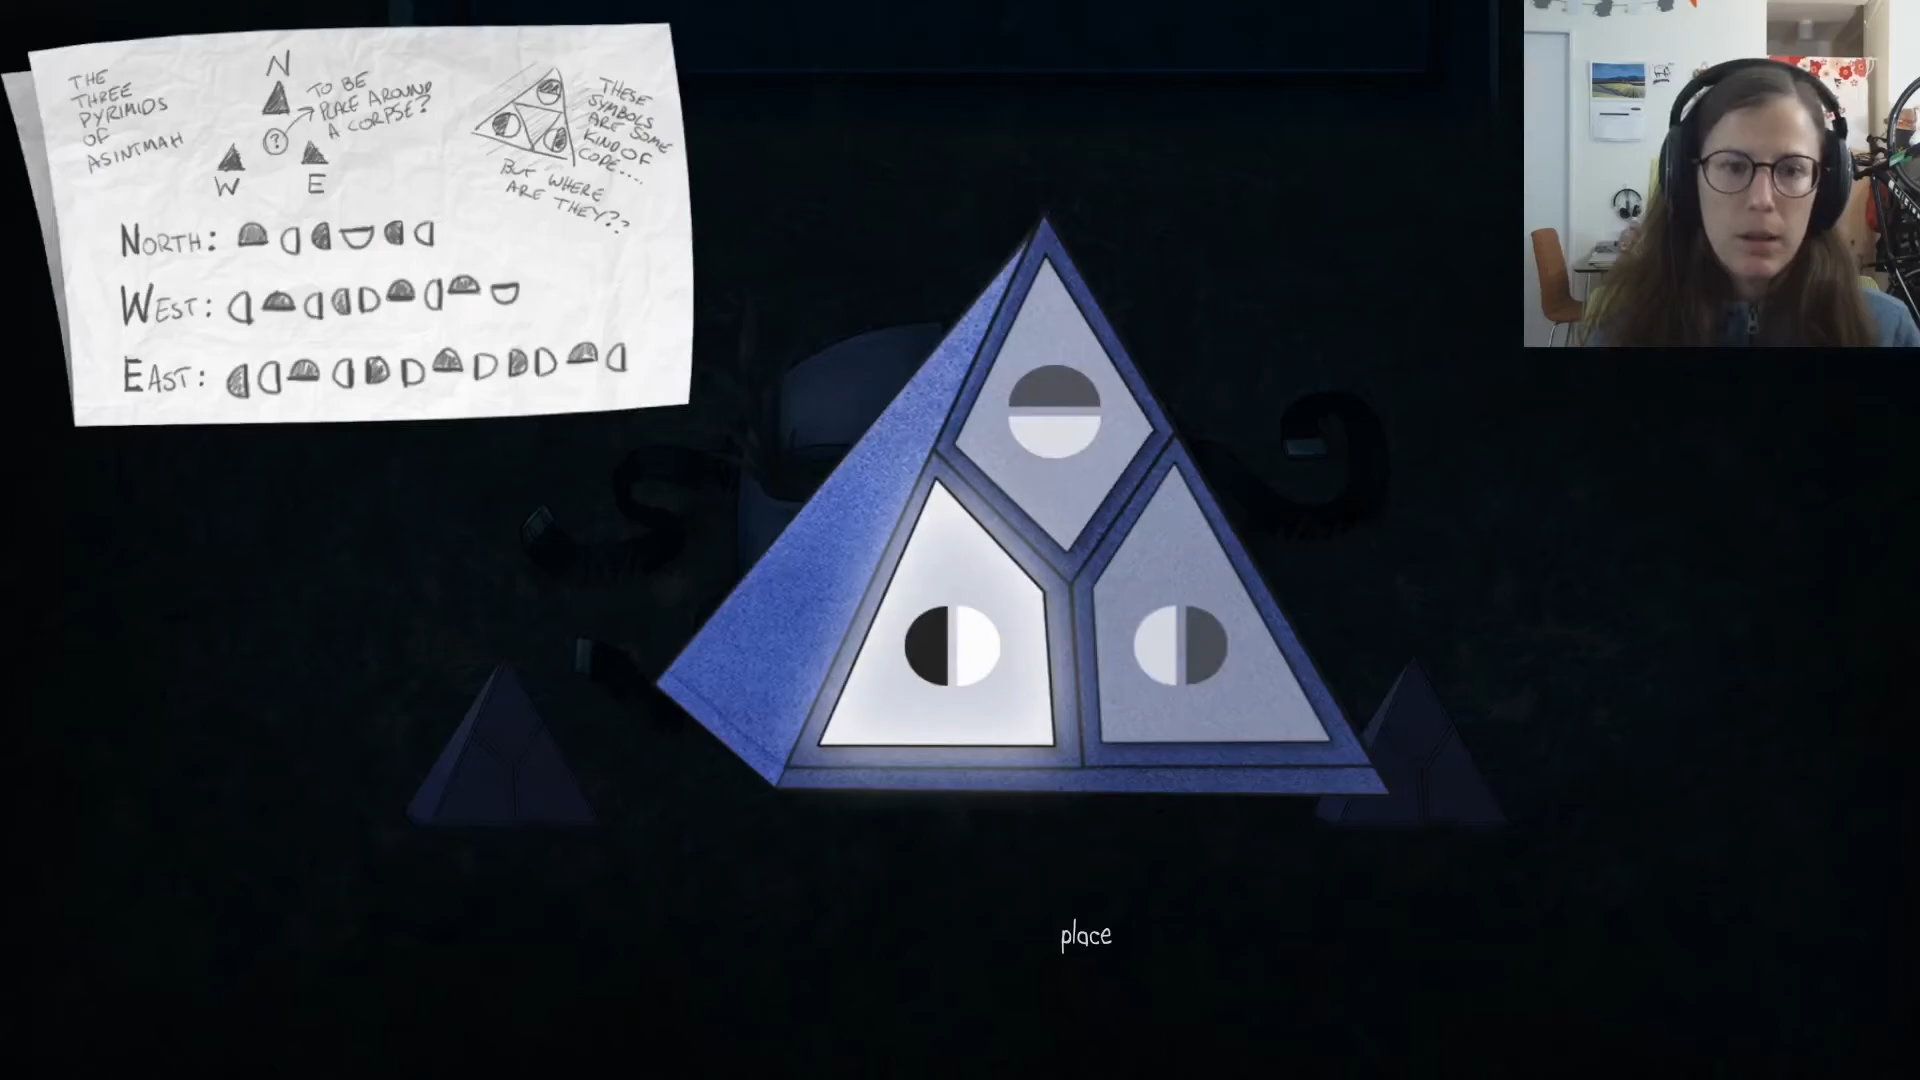 THE
THREE
PYRIMIDS
OF
ASINTMAH
N
TO BE
PLACE AROUND
A CORPSE?
?
W
E
THESE
SYMBOLS
ARE SOME
KIND OF
CODE....
BUT WHERE
ARE THEY??
NORTH:
WEST:
EAST:
place